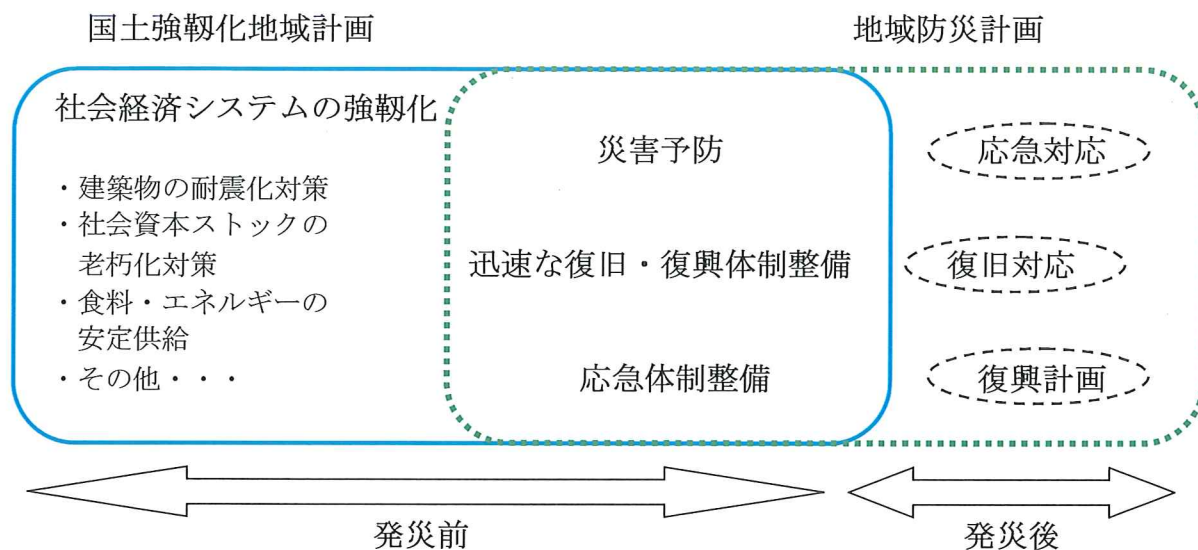 国土強靱化地域計画
地域防災計画
社会経済システムの強靱化
・建築物の耐震化対策
・社会資本ストックの
老朽化対策
・食料・エネルギーの
安定供給
・その他・・・
災害予防
迅速な復旧・復興体制整備
応急体制整備
応急対応
復旧対応
復興計画
発災前
発災後